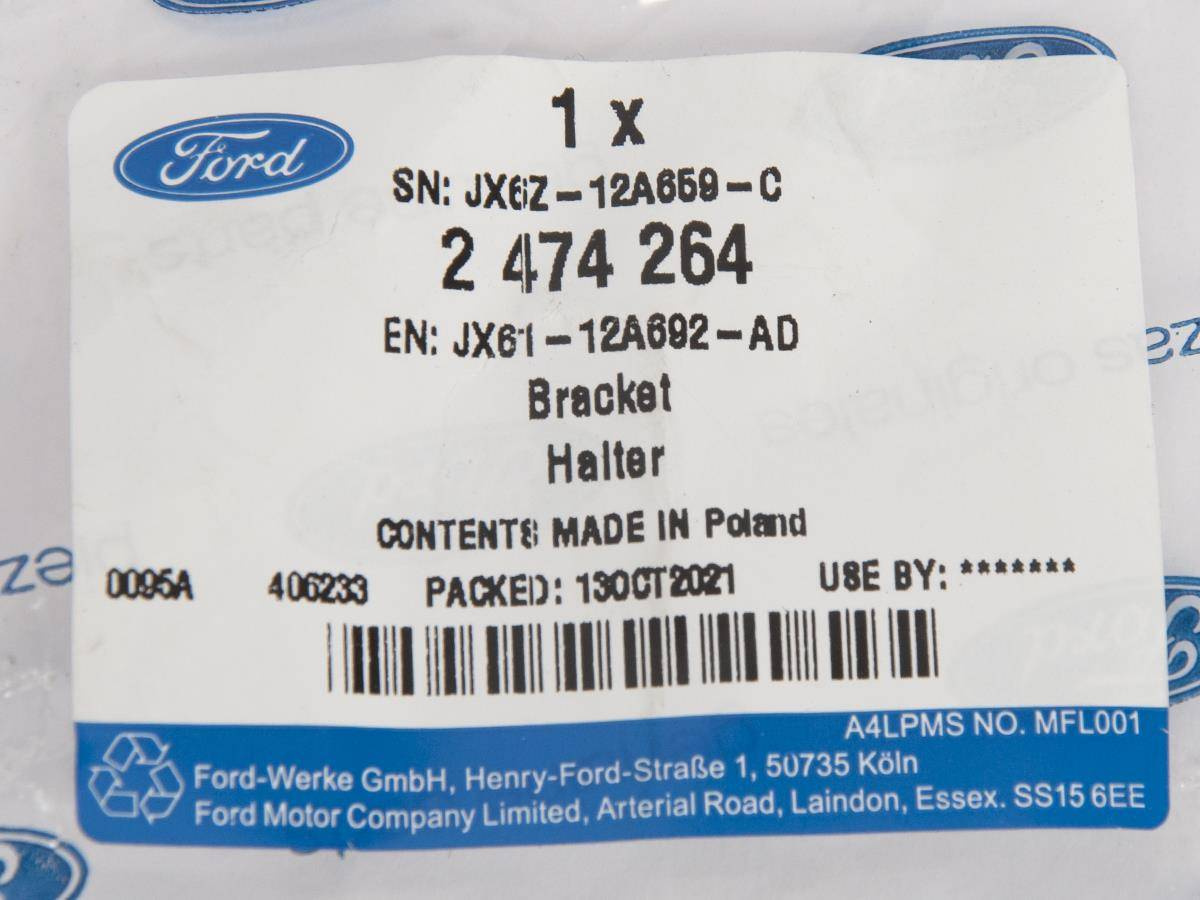 Ford
1 x
SN: JX6Z-12A659-C
2 474 264
EN: JX61-12A692-AD
Bracket
Halter
CONTENTS MADE IN Poland
0095A 406233 PACKED: 13OCT2021 USE BY: *******
A4LPMS NO. MFL001
Ford-Werke GmbH, Henry-Ford-Straße 1, 50735 Köln
Ford Motor Company Limited, Arterial Road, Laindon, Essex. SS15 6EE